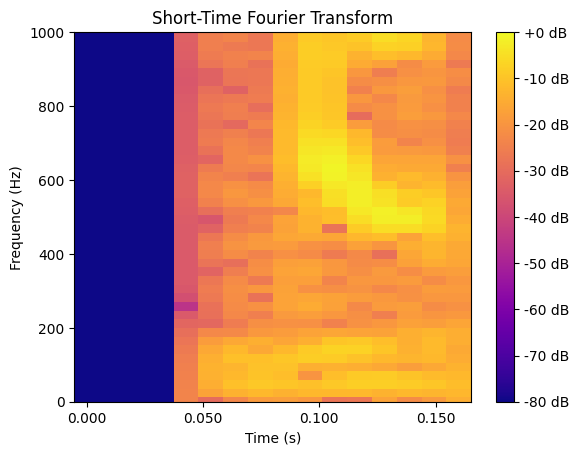 Short-Time Fourier Transform
1000
800
600
400
200
0
Frequency (Hz)
0.000
0.050
0.100
0.150
Time (s)
+0 dB
-10 dB
-20 dB
-30 dB
-40 dB
-50 dB
-60 dB
-70 dB
-80 dB